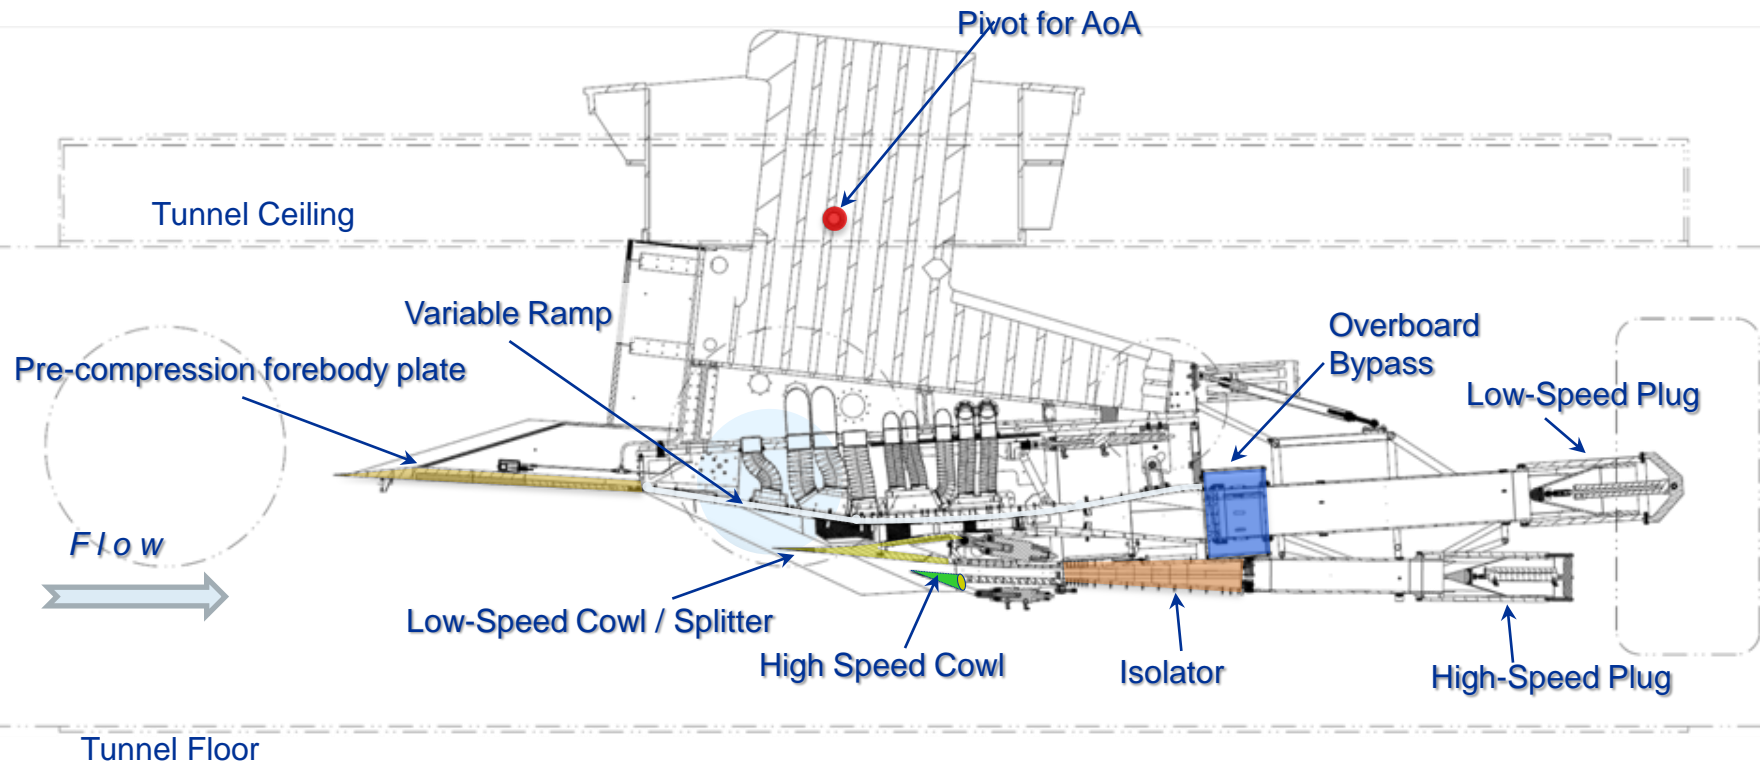 Pivot for AoA
Tunnel Ceiling
Variable Ramp
Overboard
Bypass
Pre-compression forebody plate
Low-Speed Plug
Flow
Low-Speed Cowl / Splitter
High Speed Cowl
Isolator
High-Speed Plug
Tunnel Floor